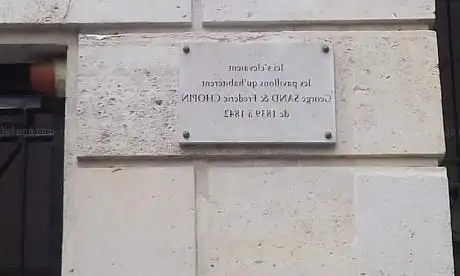 Ici s'élevaient
les pavillons qu'habitèrent
George SAND & Frédéric CHOPIN
de 1839 à 1842